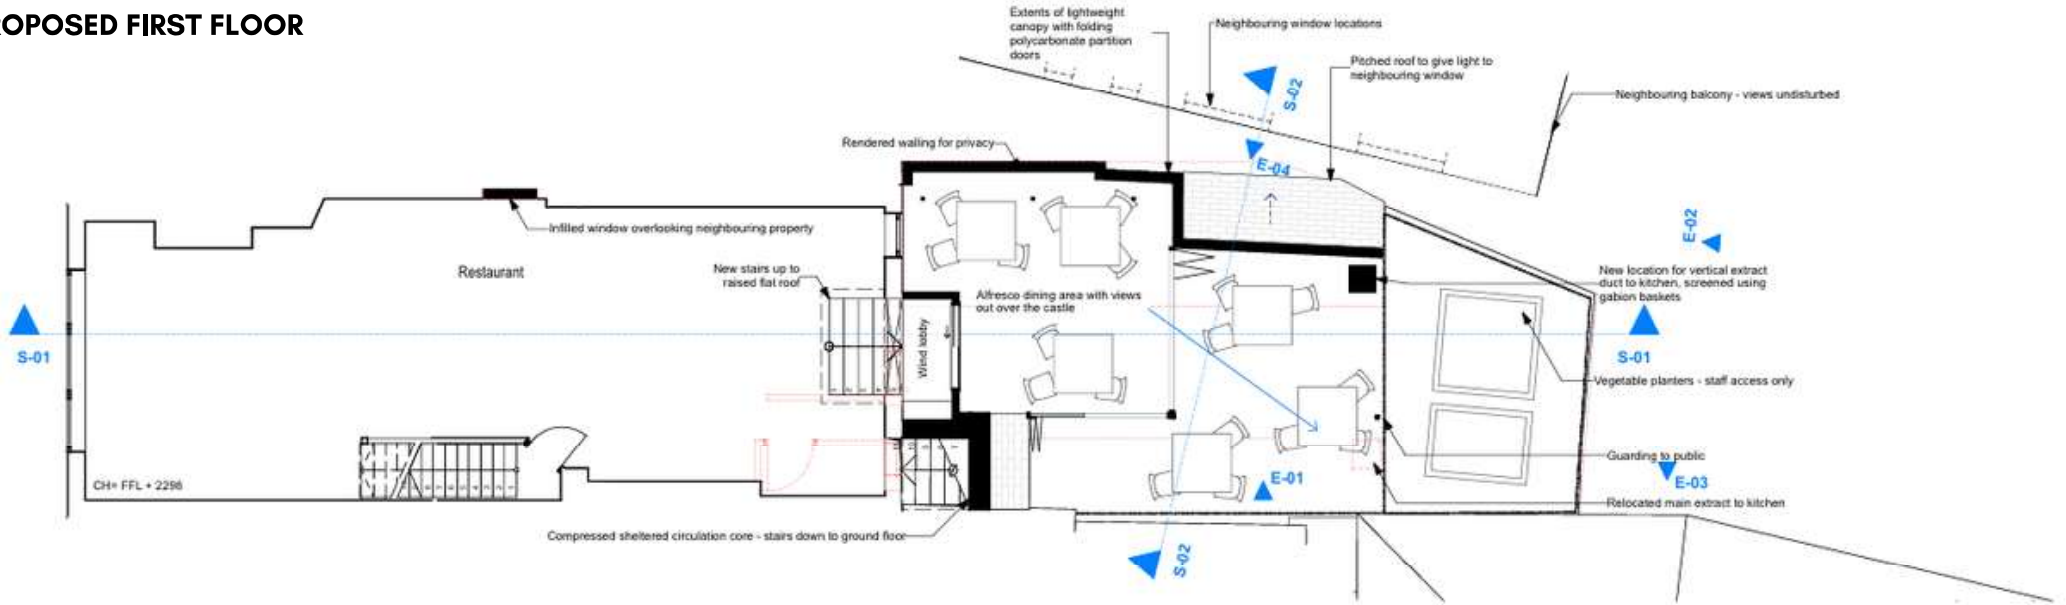 OPOSED FIRST FLOOR
Extents of lightweight
canopy with folding
polycarbonate partition
doors
Neighbouring window locations
Pitched roof to give light to
neighbouring window
Neighbouring balcony - views undisturbed
S-02
Rendered walling for privacy
E-04
Infilled window overlooking neighbouring property
E-02
Restaurant
New stairs up to
raised flat roof
Alfresco dining area with views
out over the castle
New location for vertical extract
duct to kitchen, screened using
gabion baskets
Wind lobby
S-01
S-01
Vegetable planters - staff access only
Guarding to public
CH= FFL + 2298
E-01
E-03
Relocated main extract to kitchen
Compressed sheltered circulation core - stairs down to ground floor
S-02